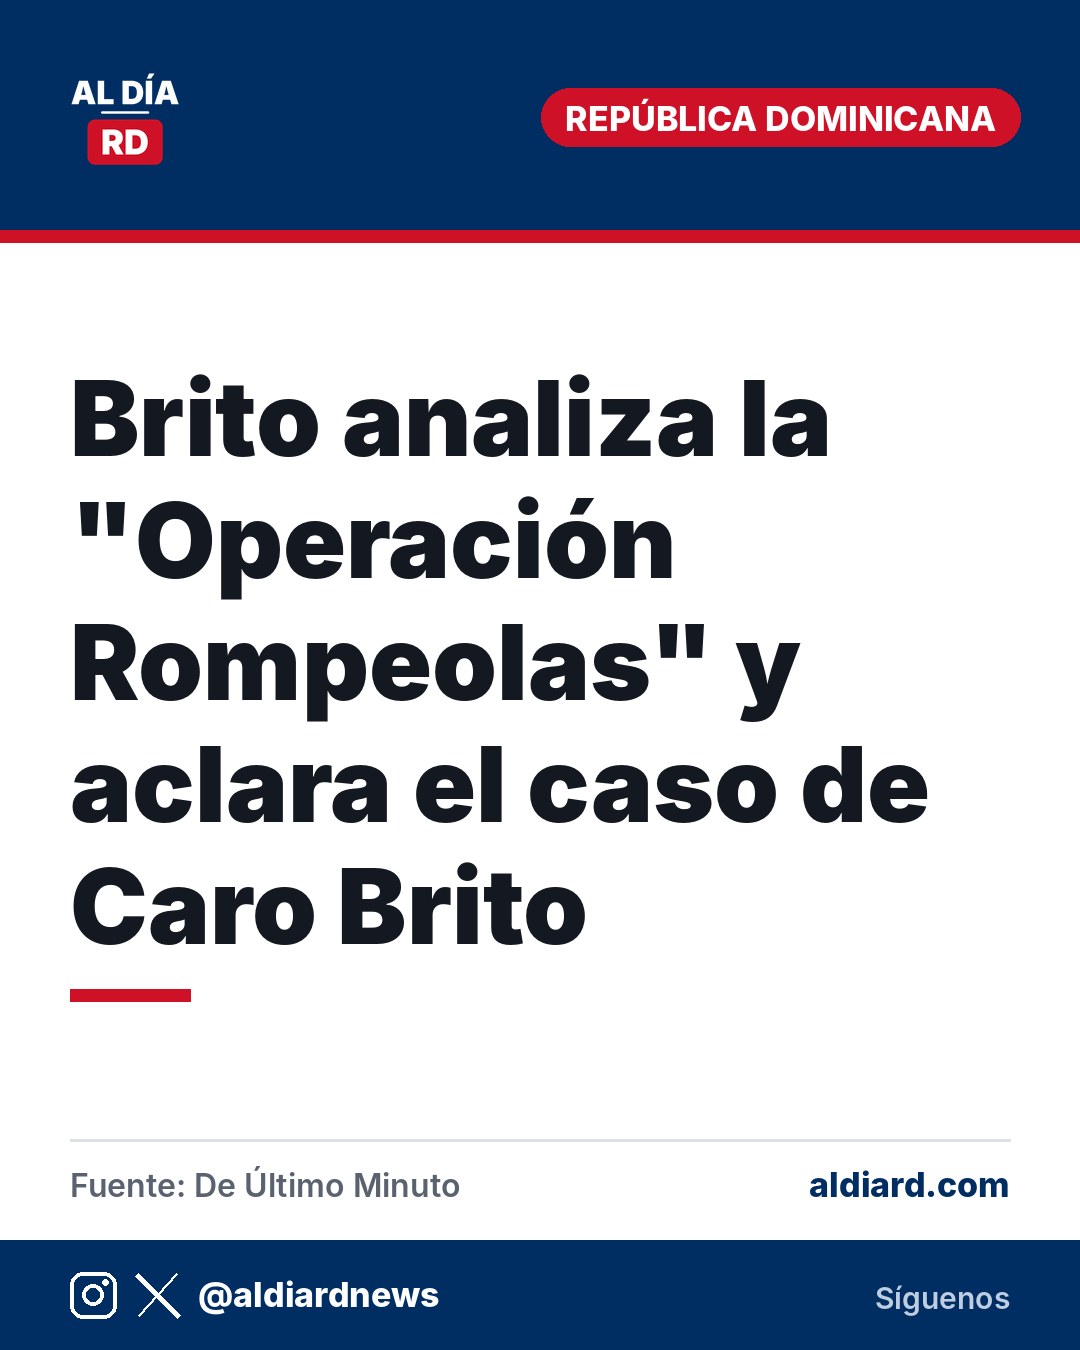 AL DÍA
RD
REPÚBLICA DOMINICANA
Brito analiza la
"Operación
Rompeolas" y
aclara el caso de
Caro Brito
Fuente: De Último Minuto
aldiard.com
@aldiardnews
Síguenos